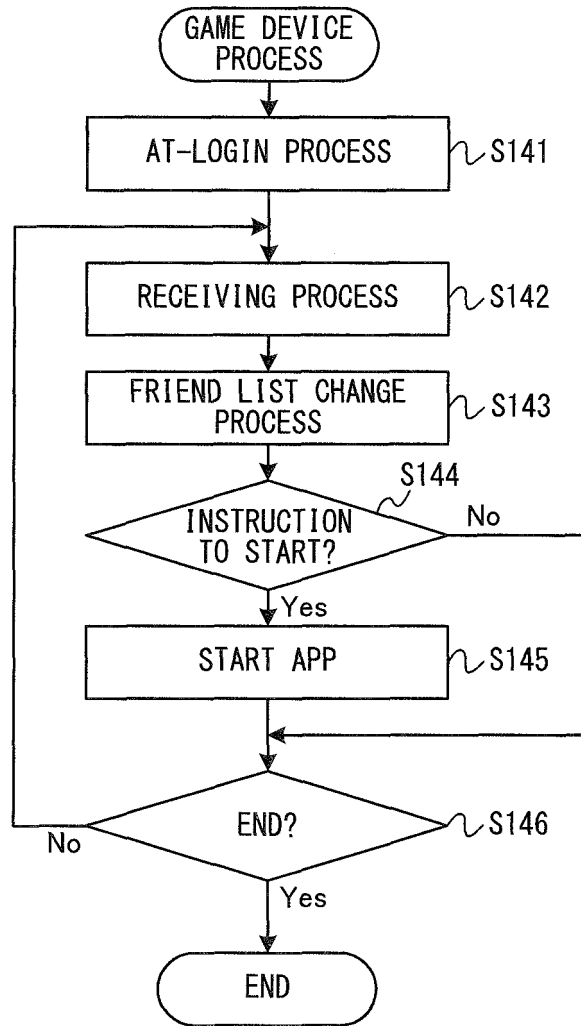 GAME DEVICE
PROCESS
AT-LOGIN PROCESS
S141
RECEIVING PROCESS
S142
FRIEND LIST CHANGE
PROCESS
S143
S144
INSTRUCTION
TO START?
No
Yes
START APP
S145
END?
S146
No
Yes
END